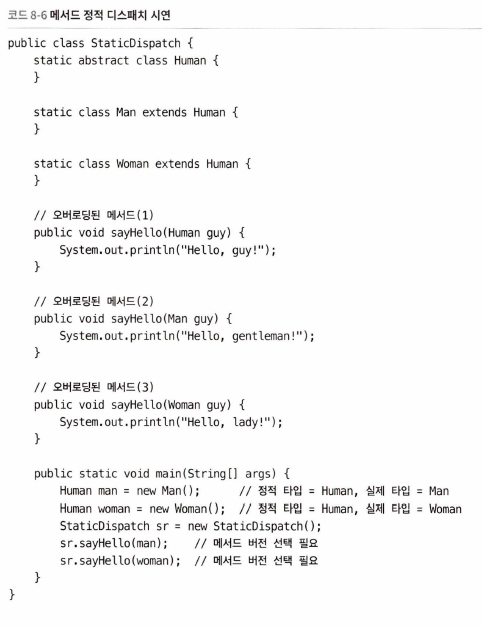 코드 8-6 메서드 정적 디스패치 시연
public class StaticDispatch {
    static abstract class Human {
    }

    static class Man extends Human {
    }

    static class Woman extends Human {
    }

    // 오버로딩된 메서드(1)
    public void sayHello(Human guy) {
        System.out.println("Hello, guy!");
    }

    // 오버로딩된 메서드(2)
    public void sayHello(Man guy) {
        System.out.println("Hello, gentleman!");
    }

    // 오버로딩된 메서드(3)
    public void sayHello(Woman guy) {
        System.out.println("Hello, lady!");
    }

    public static void main(String[] args) {
        Human man = new Man();      // 정적 타입 = Human, 실제 타입 = Man
        Human woman = new Woman();  // 정적 타입 = Human, 실제 타입 = Woman
        StaticDispatch sr = new StaticDispatch();
        sr.sayHello(man);    // 메서드 버전 선택 필요
        sr.sayHello(woman);  // 메서드 버전 선택 필요
    }
}